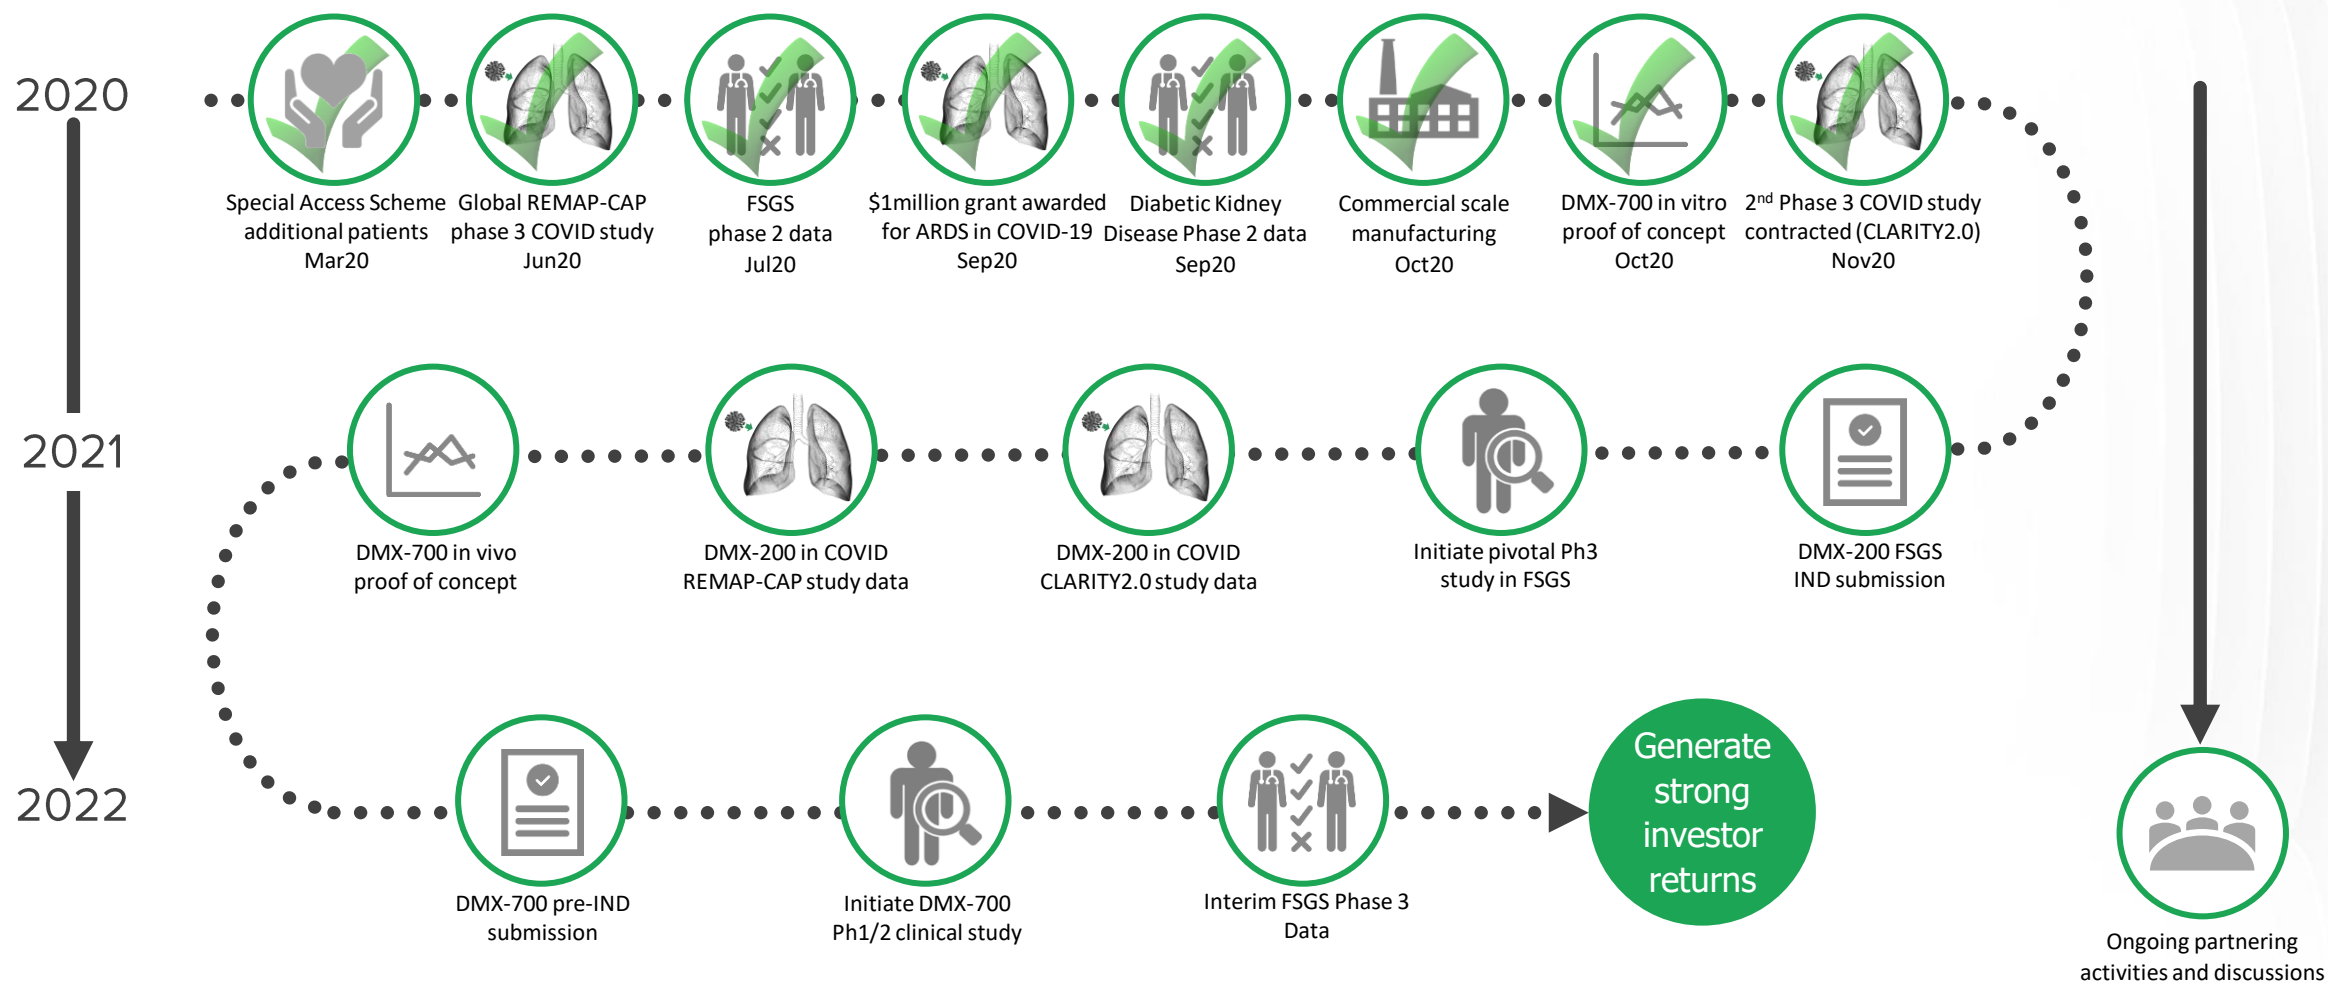 2020
Special Access Scheme
additional patients
Mar20
Global REMAP-CAP
phase 3 COVID study
Jun20
FSGS
phase 2 data
Jul20
$1million grant awarded
for ARDS in COVID-19
Sep20
Diabetic Kidney
Disease Phase 2 data
Sep20
Commercial scale
manufacturing
Oct20
DMX-700 in vitro
proof of concept
Oct20
2nd Phase 3 COVID study
contracted (CLARITY2.0)
Nov20
2021
DMX-700 in vivo
proof of concept
DMX-200 in COVID
REMAP-CAP study data
DMX-200 in COVID
CLARITY2.0 study data
Initiate pivotal Ph3
study in FSGS
DMX-200 FSGS
IND submission
2022
DMX-700 pre-IND
submission
Initiate DMX-700
Ph1/2 clinical study
Interim FSGS Phase 3
Data
Generate
strong
investor
returns
Ongoing partnering
activities and discussions